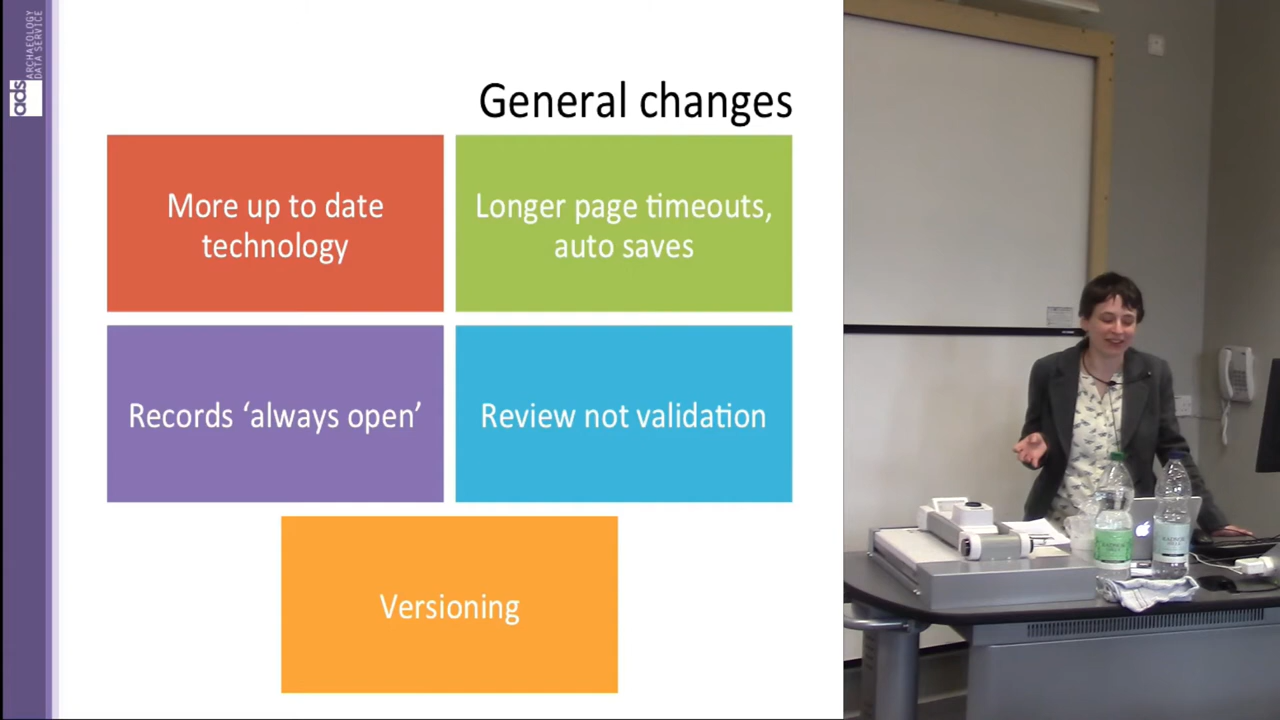 ARCHAEOLOGY
DATA SERVICE
ads
General changes
More up to date
technology
Longer page timeouts,
auto saves
Records ‘always open’
Review not validation
Versioning